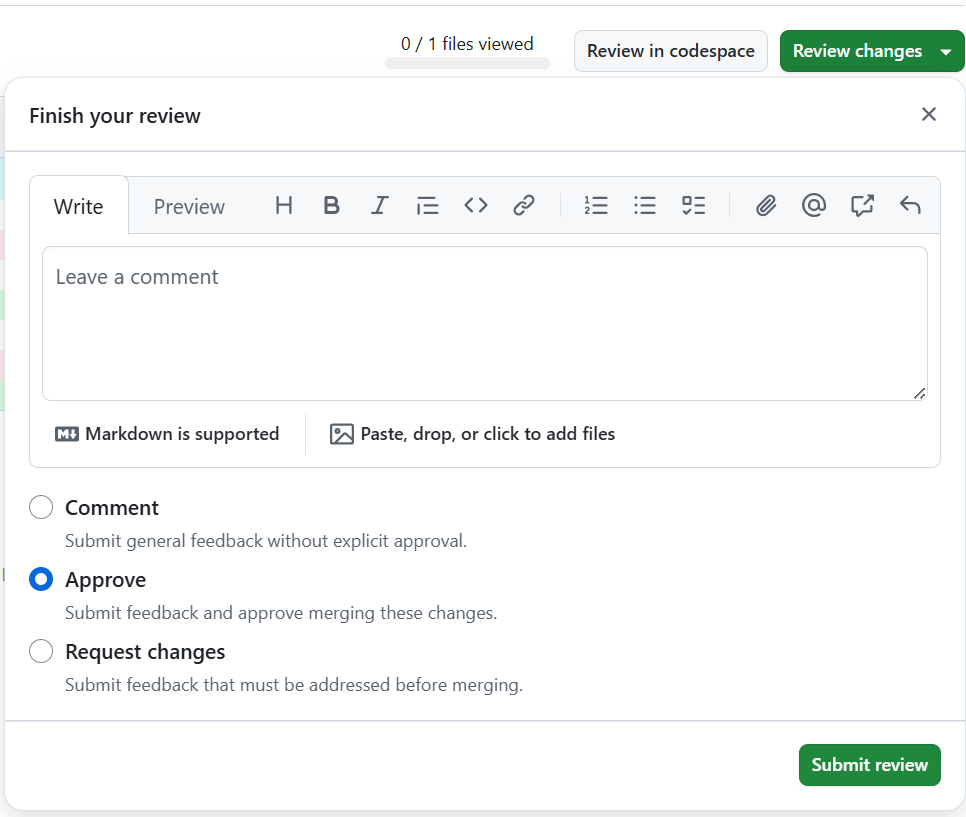 0 / 1 files viewed
Review in codespace
Review changes
Finish your review
Write
Preview
Leave a comment
Markdown is supported
Paste, drop, or click to add files
Comment
Submit general feedback without explicit approval.
Approve
Submit feedback and approve merging these changes.
Request changes
Submit feedback that must be addressed before merging.
Submit review